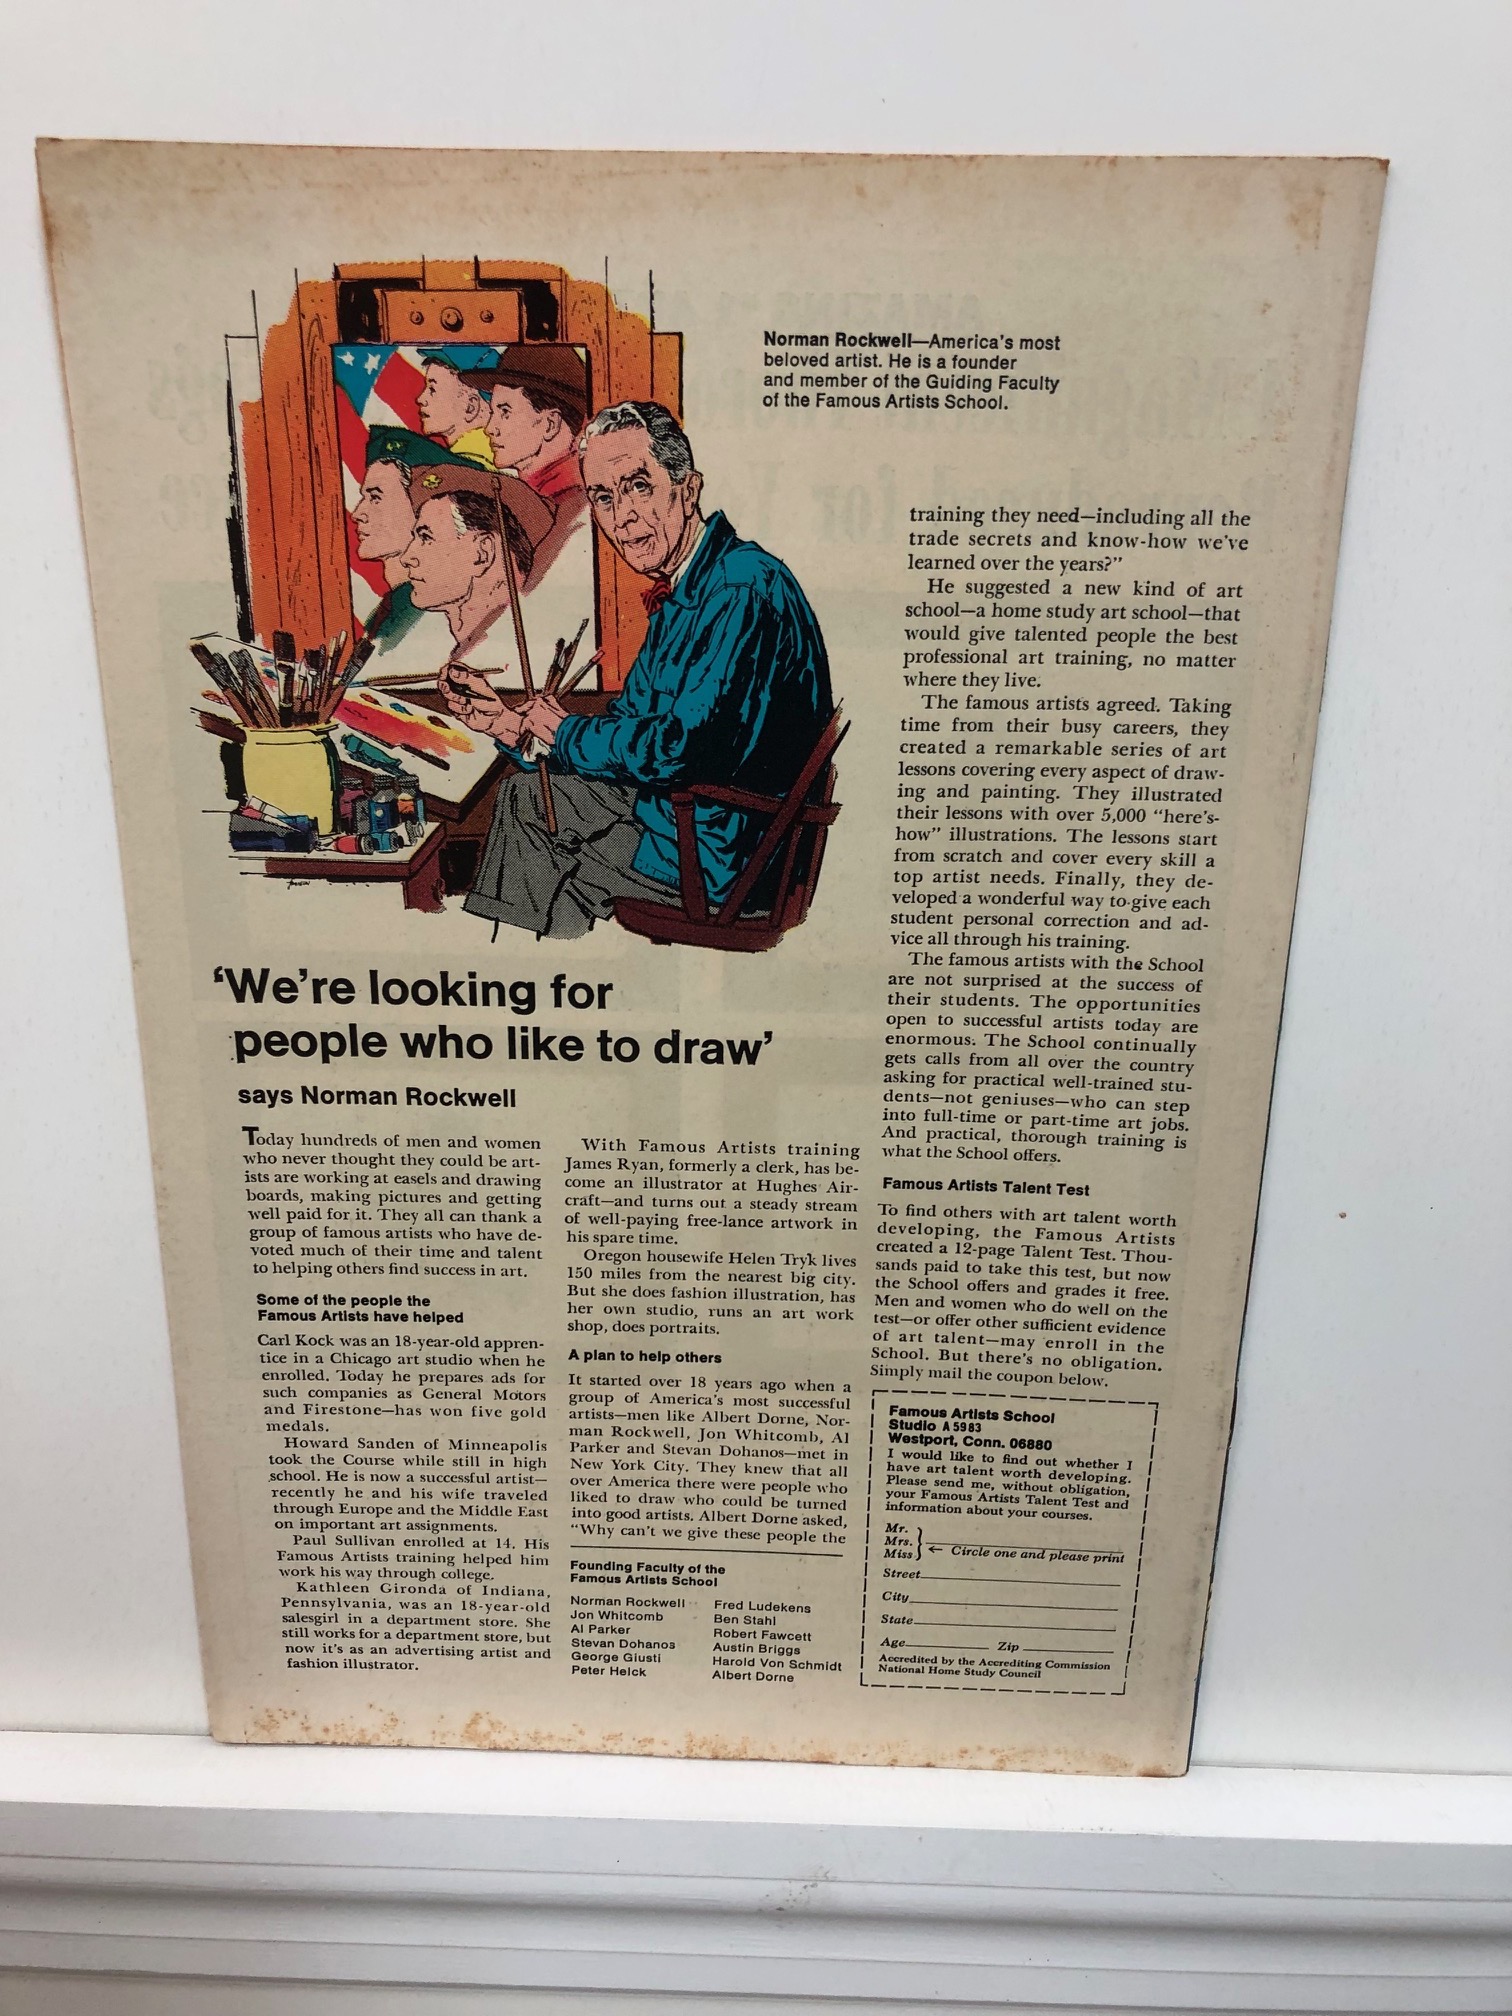 Norman Rockwell—America's most
beloved artist. He is a founder
and member of the Guiding Faculty
of the Famous Artists School.
'We're looking for
people who like to draw'
says Norman Rockwell
Today hundreds of men and women
who never thought they could be art-
ists are working at easels and drawing
boards, making pictures and getting
well paid for it. They all can thank a
group of famous artists who have de-
voted much of their time and talent
to helping others find success in art.
Some of the people the
Famous Artists have helped
Carl Kock was an 18-year-old appren-
tice in a Chicago art studio when he
enrolled. Today he prepares ads for
such companies as General Motors
and Firestone—has won five gold
medals.
Howard Sanden of Minneapolis
took the Course while still in high
school. He is now a successful artist—
recently he and his wife traveled
through Europe and the Middle East
on important art assignments.
Paul Sullivan enrolled at 14. His
Famous Artists training helped him
work his way through college.
Kathleen Gironda of Indiana,
Pennsylvania, was an 18-year-old
salesgirl in a department store. She
still works for a department store, but
now it's as an advertising artist and
fashion illustrator.
With Famous Artists training
James Ryan, formerly a clerk, has be-
come an illustrator at Hughes Air-
craft—and turns out a steady stream
of well-paying free-lance artwork in
his spare time.
Oregon housewife Helen Tryk lives
150 miles from the nearest big city.
But she does fashion illustration, has
her own studio, runs an art work
shop, does portraits.
A plan to help others
It started over 18 years ago when a
group of America's most successful
artists—men like Albert Dorne, Nor-
man Rockwell, Jon Whitcomb, Al
Parker and Stevan Dohanos—met in
New York City. They knew that all
over America there were people who
liked to draw who could be turned
into good artists. Albert Dorne asked,
"Why can't we give these people the
training they need—including all the
trade secrets and know-how we've
learned over the years?"
He suggested a new kind of art
school—a home study art school—that
would give talented people the best
professional art training, no matter
where they live.
The famous artists agreed. Taking
time from their busy careers, they
created a remarkable series of art
lessons covering every aspect of draw-
ing and painting. They illustrated
their lessons with over 5,000 "here's-
how" illustrations. The lessons start
from scratch and cover every skill a
top artist needs. Finally, they de-
veloped a wonderful way to give each
student personal correction and ad-
vice all through his training.
The famous artists with the School
are not surprised at the success of
their students. The opportunities
open to successful artists today are
enormous. The School continually
gets calls from all over the country
asking for practical well-trained stu-
dents—not geniuses—who can step
into full-time or part-time art jobs.
And practical, thorough training is
what the School offers.
Famous Artists Talent Test
To find others with art talent worth
developing, the Famous Artists
created a 12-page Talent Test. Thou-
sands paid to take this test, but now
the School offers and grades it free.
Men and women who do well on the
test—or offer other sufficient evidence
of art talent—may enroll in the
School. But there's no obligation.
Simply mail the coupon below.
Founding Faculty of the
Famous Artists School
Norman Rockwell
Jon Whitcomb
Al Parker
Stevan Dohanos
George Giusti
Peter Helck
Fred Ludekens
Ben Stahl
Robert Fawcett
Austin Briggs
Harold Von Schmidt
Albert Dorne
Famous Artists School
Studio A 5983
Westport, Conn. 06880
I would like to find out whether I
have art talent worth developing.
Please send me, without obligation,
your Famous Artists Talent Test and
information about your courses.
Mr.
Mrs.
Miss } ← Circle one and please print
Street
City
State
Age Zip
Accredited by the Accrediting Commission
National Home Study Council